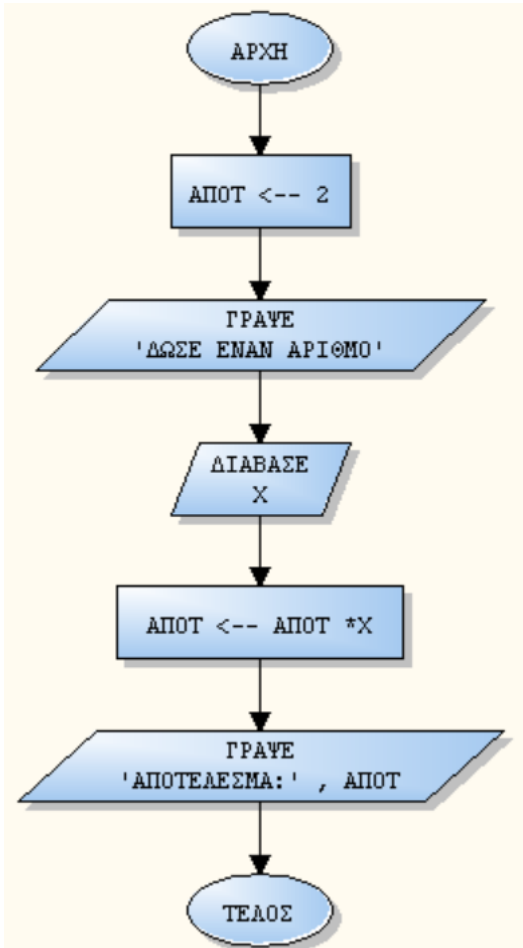 ΑΡΧΗ
ΑΠΟΤ <-- 2
ΓΡΑΨΕ
'ΔΩΣΕ ΕΝΑΝ ΑΡΙΘΜΟ'
ΔΙΑΒΑΣΕ
Χ
ΑΠΟΤ <-- ΑΠΟΤ *Χ
ΓΡΑΨΕ
'ΑΠΟΤΕΛΕΣΜΑ:' , ΑΠΟΤ
ΤΕΛΟΣ